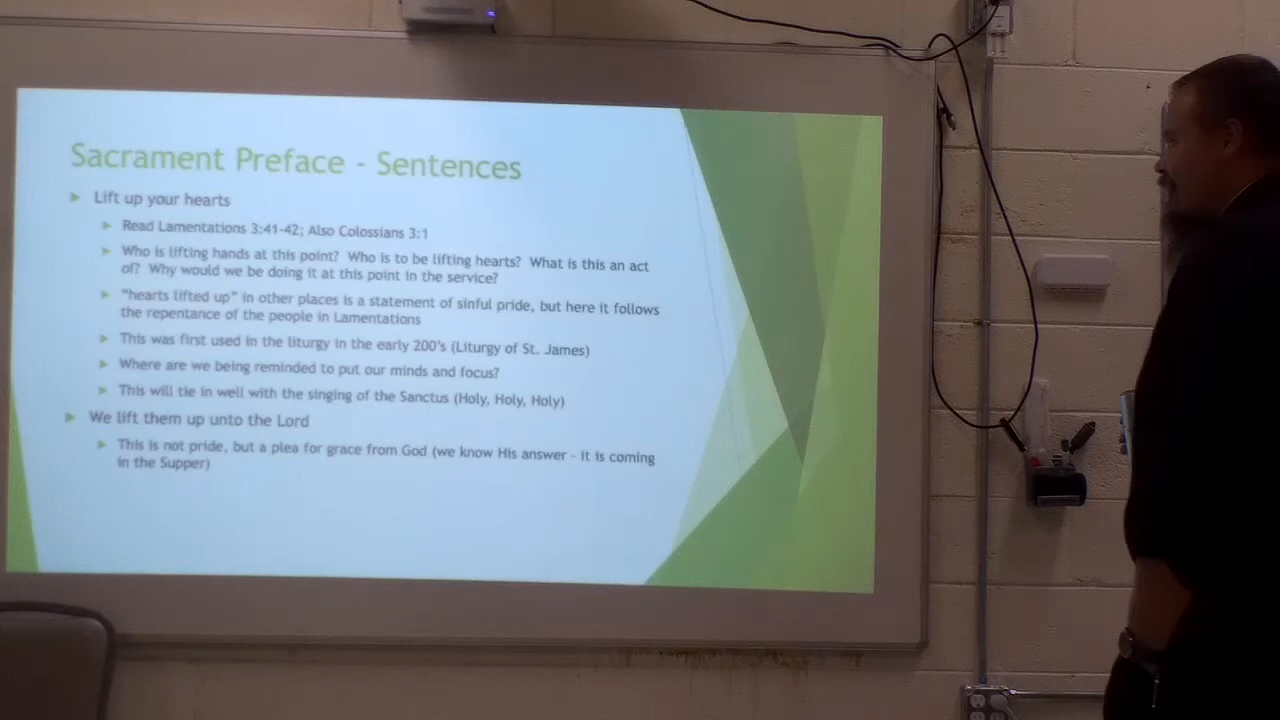 Sacrament Preface - Sentences
Lift up your hearts
Read Lamentations 3:41-42; Also Colossians 3:1
Who is lifting hands at this point? Who is to be lifting hearts? What is this an act
of? Why would we be doing it at this point in the service?
"hearts lifted up" in other places is a statement of sinful pride, but here it follows
the repentance of the people in Lamentations
This was first used in the liturgy in the early 200's (Liturgy of St. James)
Where are we being reminded to put our minds and focus?
This will tie in well with the singing of the Sanctus (Holy, Holy, Holy)
We lift them up unto the Lord
This is not pride, but a plea for grace from God (we know His answer - it is coming
in the Supper)